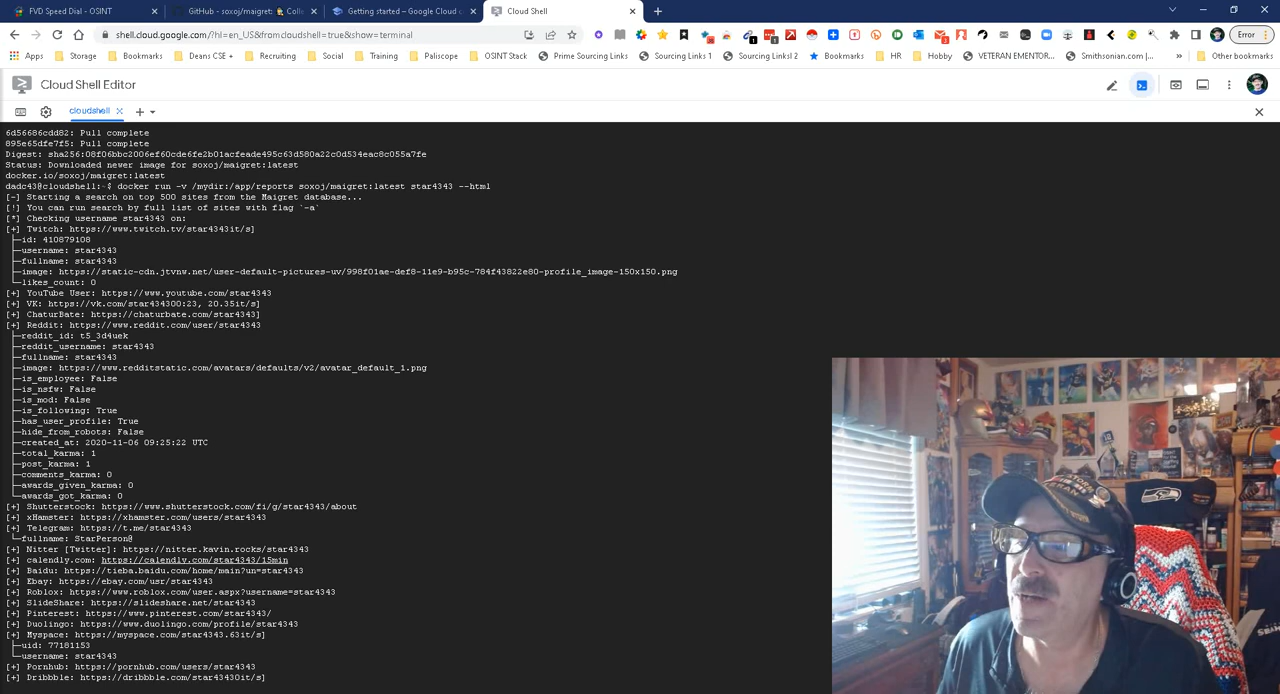 FVD Speed Dial - OSINT
GitHub - soxoj/maigret: Colle
Getting started – Google Cloud c
Cloud Shell
shell.cloud.google.com/?hl=en_US&fromcloudshell=true&show=terminal
Error
Apps
Storage
Bookmarks
Deans CSE +
Recruiting
Social
Training
Paliscope
OSINT Stack
Prime Sourcing Links
Sourcing Links 1
Sourcingl 2
Bookmarks
HR
Hobby
VETERAN EMENTOR...
Smithsonian.com |...
»
Other bookmarks
Cloud Shell Editor
cloudshell
6d56686cdd82: Pull complete
895e65dfe7f5: Pull complete
Digest: sha256:08f06bbc2006ef60cde6fe2b01acfeade495c63d580a22c0d534eac8c055a7fe
Status: Downloaded newer image for soxoj/maigret:latest
docker.io/soxoj/maigret:latest
dadc43@cloudshell:~$ docker run -v /mydir:/app/reports soxoj/maigret:latest star4343 --html
[-] Starting a search on top 500 sites from the Maigret database...
[!] You can run search by full list of sites with flag `-a`
[*] Checking username star4343 on:
[+] Twitch: https://www.twitch.tv/star4343it/s]
├─id: 410879108
├─username: star4343
├─fullname: star4343
├─image: https://static-cdn.jtvnw.net/user-default-pictures-uv/998f01ae-def8-11e9-b95c-784f43822e80-profile_image-150x150.png
└─likes_count: 0
[+] YouTube User: https://www.youtube.com/star4343
[+] VK: https://vk.com/star434300:23, 20.35it/s]
[+] ChaturBate: https://chaturbate.com/star4343]
[+] Reddit: https://www.reddit.com/user/star4343
├─reddit_id: t5_3d4uek
├─reddit_username: star4343
├─fullname: star4343
├─image: https://www.redditstatic.com/avatars/defaults/v2/avatar_default_1.png
├─is_employee: False
├─is_nsfw: False
├─is_mod: False
├─is_following: True
├─has_user_profile: True
├─hide_from_robots: False
├─created_at: 2020-11-06 09:25:22 UTC
├─total_karma: 1
├─post_karma: 1
├─comments_karma: 0
├─awards_given_karma: 0
└─awards_got_karma: 0
[+] Shutterstock: https://www.shutterstock.com/fi/g/star4343/about
[+] xHamster: https://xhamster.com/users/star4343
[+] Telegram: https://t.me/star4343
└─fullname: StarPerson@
[+] Nitter [Twitter]: https://nitter.kavin.rocks/star4343
[+] calendly.com: https://calendly.com/star4343/15min
[+] Baidu: https://tieba.baidu.com/home/main?un=star4343
[+] Ebay: https://ebay.com/usr/star4343
[+] Roblox: https://www.roblox.com/user.aspx?username=star4343
[+] SlideShare: https://slideshare.net/star4343
[+] Pinterest: https://www.pinterest.com/star4343/
[+] Duolingo: https://www.duolingo.com/profile/star4343
[+] Myspace: https://myspace.com/star4343.63it/s]
├─uid: 77181153
└─username: star4343
[+] Pornhub: https://pornhub.com/users/star4343
[+] Dribbble: https://dribbble.com/star43430it/s]